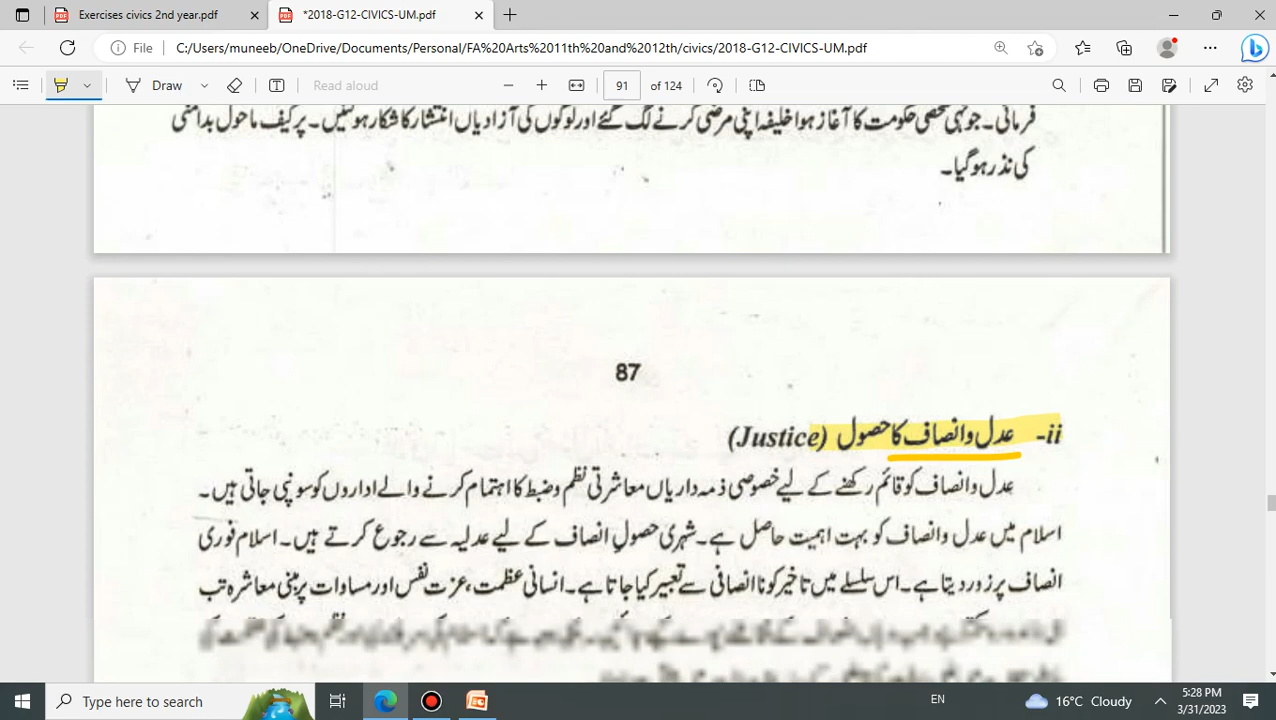 Exercises civics 2nd year.pdf
*2018-G12-CIVICS-UM.pdf
File
C:/Users/muneeb/OneDrive/Documents/Personal/FA%20Arts%2011th%20and%2012th/civics/2018-G12-CIVICS-UM.pdf
Draw
Read aloud
91 of 124
فرمائی۔ جونہی شخصی حکومت کا آغاز ہوا خلیفہ اپنی مرضی کرنے لگ گئے اور لوگوں کی آزادیاں انتشار کا شکار ہوگئیں۔ پرکیف ماحول بدامنی
کی نذر ہو گیا۔
87
ii- عدل و انصاف کا حصول (Justice)
عدل و انصاف کو قائم رکھنے کے لیے خصوصی ذمہ داریاں معاشرتی نظم و ضبط کا اہتمام کرنے والے اداروں کو سونپی جاتی ہیں۔
اسلام میں عدل وانصاف کو بہت اہمیت حاصل ہے۔ شہری حصولِ انصاف کے لیے عدلیہ سے رجوع کرتے ہیں۔ اسلام فوری
انصاف پر زور دیتا ہے۔ اس سلسلے میں تاخیر کو نا انصافی سے تعبیر کیا جاتا ہے۔ انسانی عظمت، عزت نفس اور مساوات پر مبنی معاشرہ تب
Type here to search
EN
16°C Cloudy
5:28 PM
3/31/2023